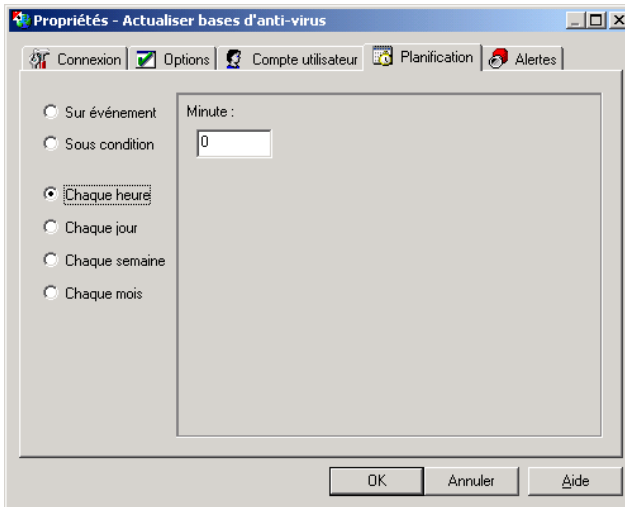 Propriétés - Actualiser bases d'anti-virus
Connexion
Options
Compte utilisateur
Planification
Alertes
Sur événement
Sous condition
Chaque heure
Chaque jour
Chaque semaine
Chaque mois
Minute :
0
OK
Annuler
Aide